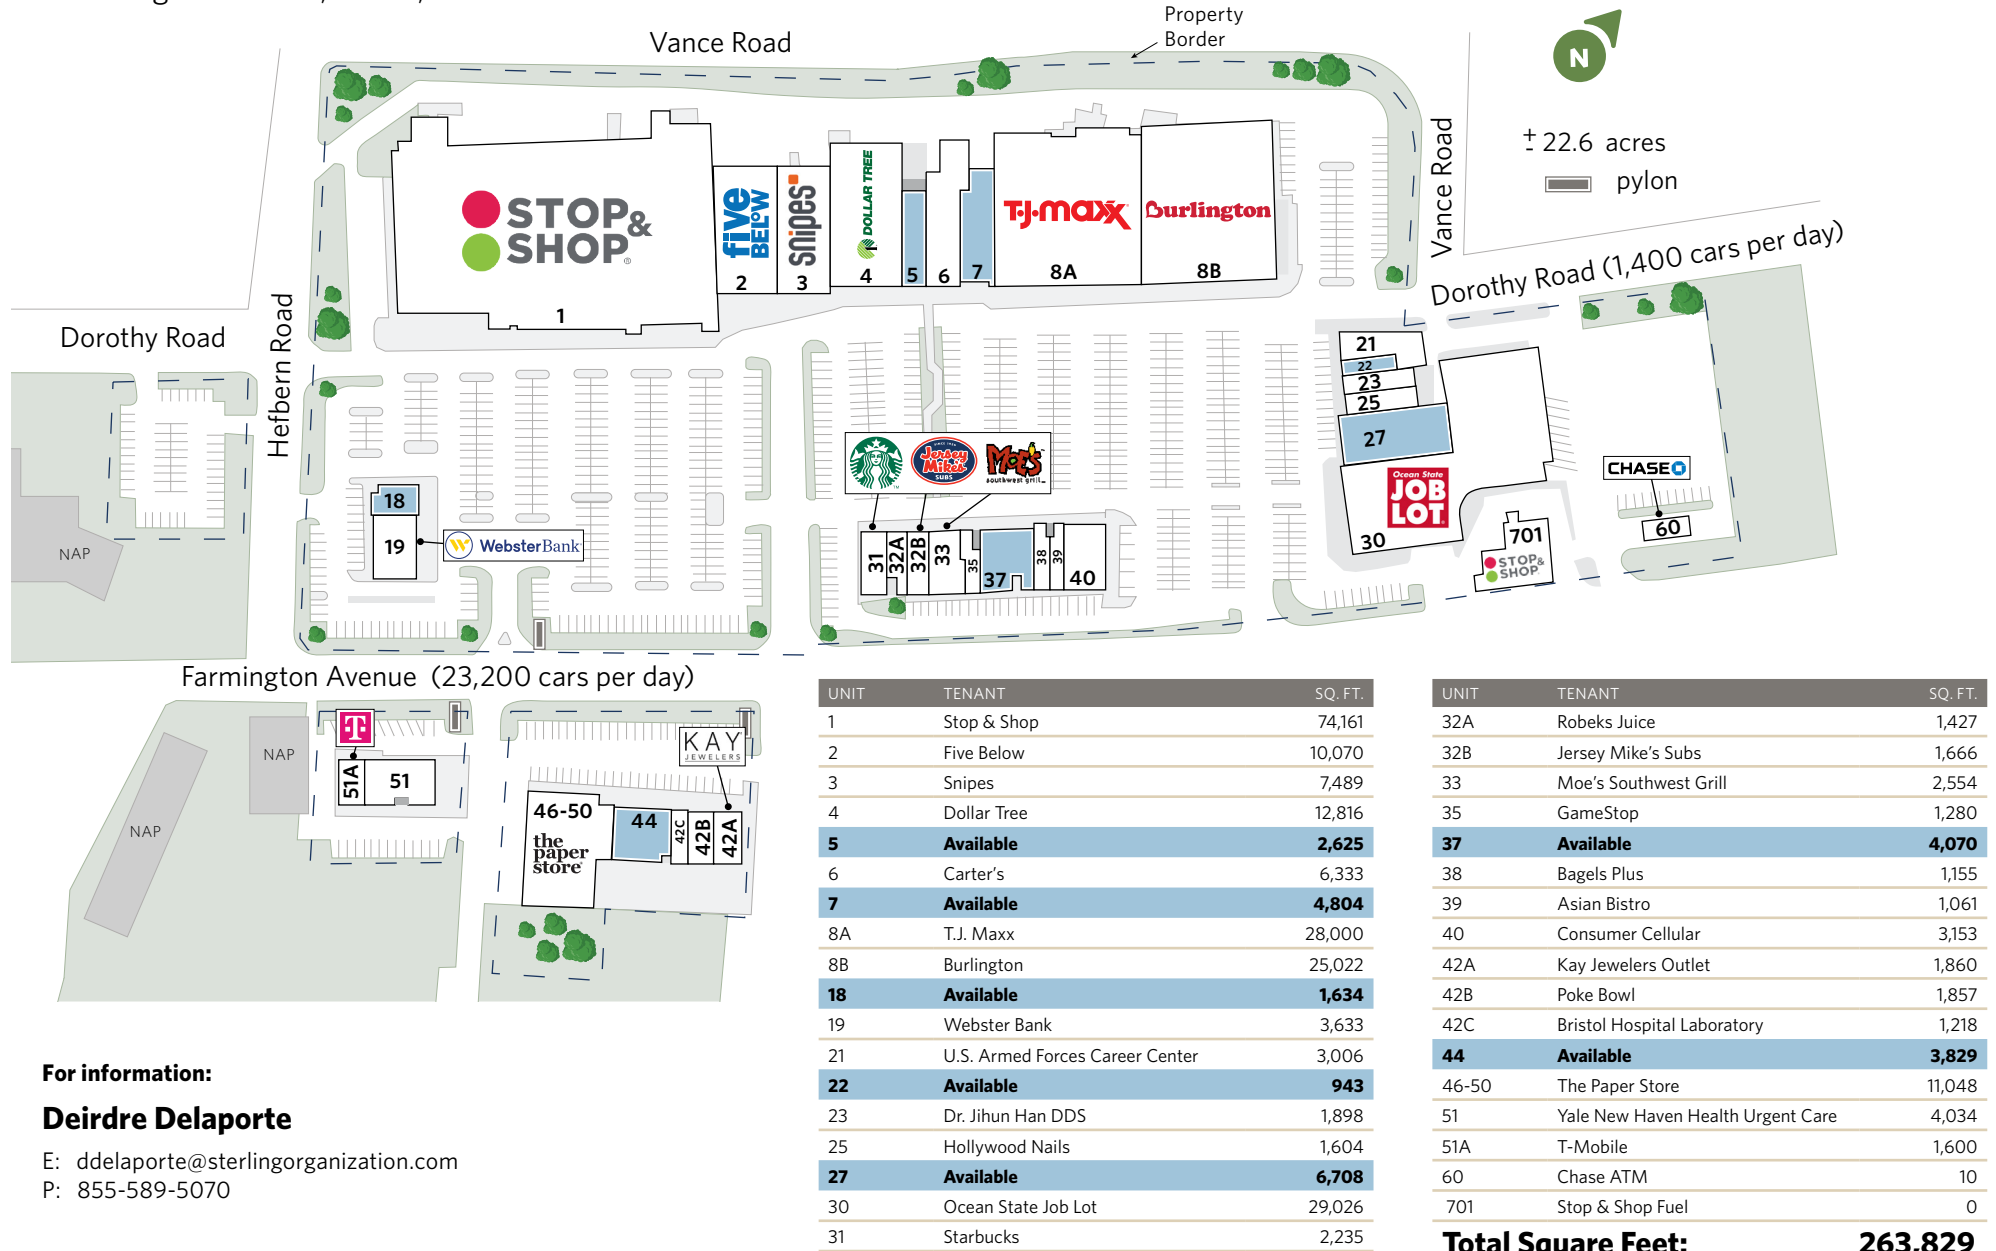 Property
Border
Vance Road
N
± 22.6 acres
pylon
Vance Road
Dorothy Road (1,400 cars per day)
STOP&
SHOP®
1
five
BEL°W
2
snipes
3
DOLLAR TREE
4
5
6
7
T·J·maxx
8A
Burlington
8B
Dorothy Road
Hefbern Road
NAP
18
19
WebsterBank
Jersey
Mike's
SUBS
MOE'S
southwest grill
31
32A
32B
33
35
37
38
39
40
21
22
23
25
27
Ocean State
JOB
LOT
30
701
STOP&
SHOP
CHASE
60
Farmington Avenue (23,200 cars per day)
NAP
NAP
T
51A
51
46-50
the
paper
store
44
42C
42B
42A
KAY
JEWELERS
For information:
Deirdre Delaporte
E: ddelaporte@sterlingorganization.com
P: 855-589-5070
UNIT TENANT SQ. FT.
1 Stop & Shop 74,161
2 Five Below 10,070
3 Snipes 7,489
4 Dollar Tree 12,816
5 Available 2,625
6 Carter's 6,333
7 Available 4,804
8A T.J. Maxx 28,000
8B Burlington 25,022
18 Available 1,634
19 Webster Bank 3,633
21 U.S. Armed Forces Career Center 3,006
22 Available 943
23 Dr. Jihun Han DDS 1,898
25 Hollywood Nails 1,604
27 Available 6,708
30 Ocean State Job Lot 29,026
31 Starbucks 2,235
UNIT TENANT SQ. FT.
32A Robeks Juice 1,427
32B Jersey Mike's Subs 1,666
33 Moe's Southwest Grill 2,554
35 GameStop 1,280
37 Available 4,070
38 Bagels Plus 1,155
39 Asian Bistro 1,061
40 Consumer Cellular 3,153
42A Kay Jewelers Outlet 1,860
42B Poke Bowl 1,857
42C Bristol Hospital Laboratory 1,218
44 Available 3,829
46-50 The Paper Store 11,048
51 Yale New Haven Health Urgent Care 4,034
51A T-Mobile 1,600
60 Chase ATM 10
701 Stop & Shop Fuel 0
Total Square Feet: 263,829